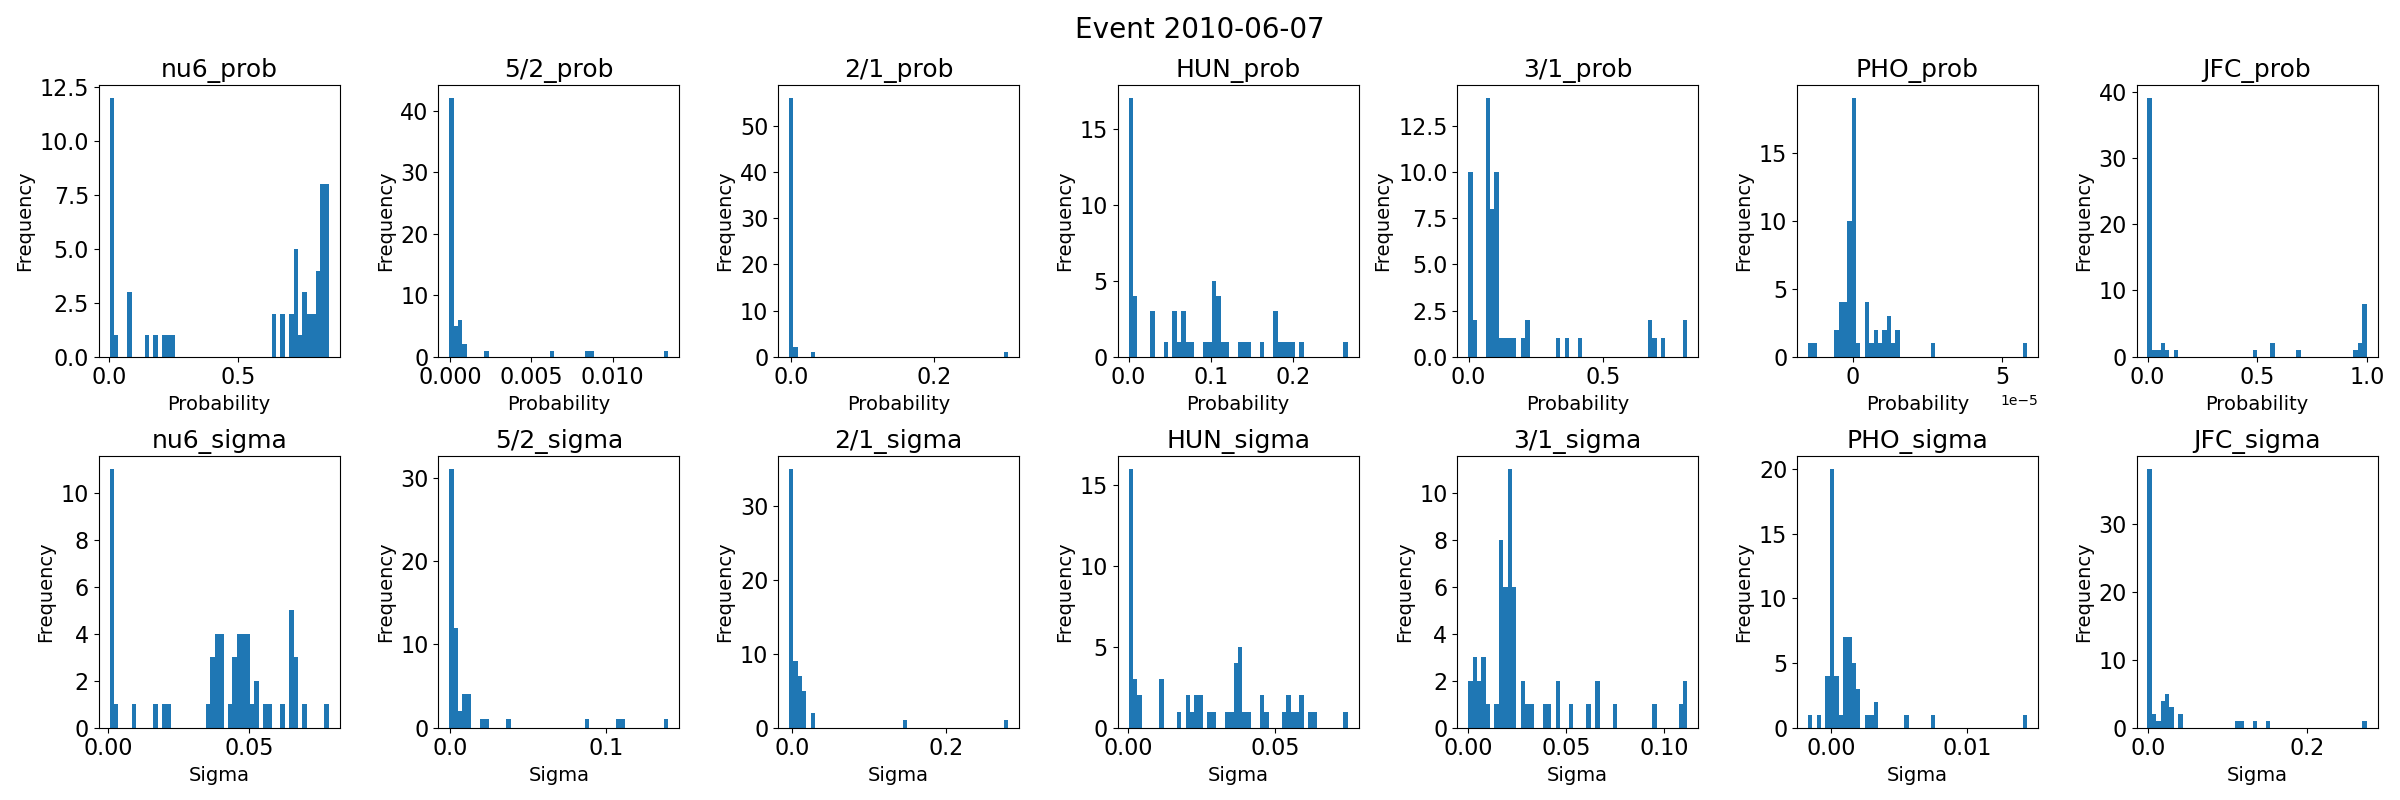 Event 2010-06-07
nu6_prob 5/2_prob 2/1_prob HUN_prob 3/1_prob PHO_prob JFC_prob
Frequency
12.5
10.0
7.5
5.0
2.5
0.0
0.0 0.5
Probability
Frequency
40
30
20
10
0
0.000 0.005 0.010
Probability
Frequency
50
40
30
20
10
0
0.0 0.2
Probability
Frequency
15
10
5
0
0.0 0.1 0.2
Probability
Frequency
12.5
10.0
7.5
5.0
2.5
0.0
0.0 0.5
Probability
Frequency
15
10
5
0
0 5
Probability
1e−5
Frequency
40
30
20
10
0
0.0 0.5 1.0
Probability
nu6_sigma 5/2_sigma 2/1_sigma HUN_sigma 3/1_sigma PHO_sigma JFC_sigma
Frequency
10
8
6
4
2
0
0.00 0.05
Sigma
Frequency
30
20
10
0
0.0 0.1
Sigma
Frequency
30
20
10
0
0.0 0.2
Sigma
Frequency
15
10
5
0
0.00 0.05
Sigma
Frequency
10
8
6
4
2
0
0.00 0.05 0.10
Sigma
Frequency
20
15
10
5
0
0.00 0.01
Sigma
Frequency
30
20
10
0
0.0 0.2
Sigma